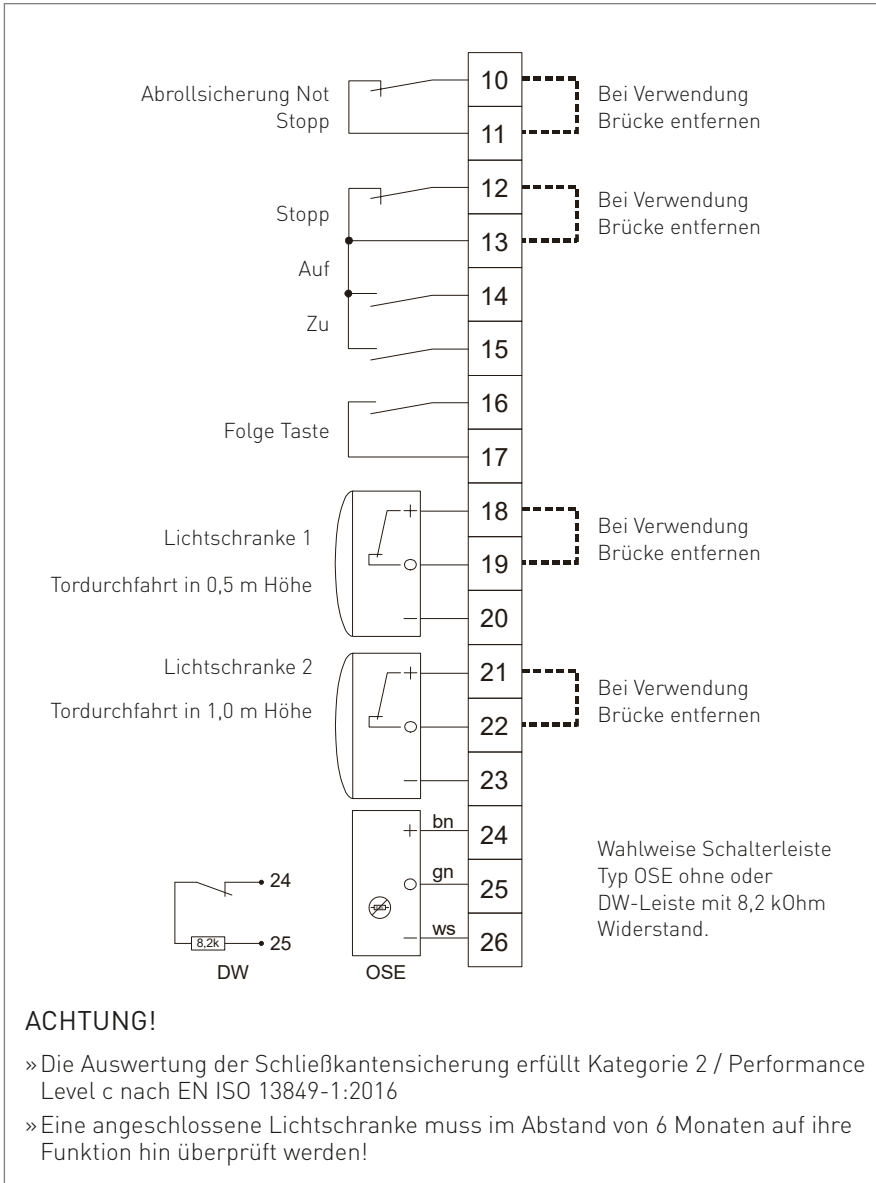 Abrollsicherung Not
Stopp
10
11
Bei Verwendung
Brücke entfernen
Stopp
Auf
Zu
12
13
14
15
Bei Verwendung
Brücke entfernen
Folge Taste
16
17
Lichtschranke 1
Tordurchfahrt in 0,5 m Höhe
+
O
−
18
19
20
Bei Verwendung
Brücke entfernen
Lichtschranke 2
Tordurchfahrt in 1,0 m Höhe
+
O
−
21
22
23
Bei Verwendung
Brücke entfernen
24
8,2k
25
DW
+
O
−
OSE
bn
gn
ws
24
25
26
Wahlweise Schalterleiste
Typ OSE ohne oder
DW-Leiste mit 8,2 kOhm
Widerstand.
ACHTUNG!
» Die Auswertung der Schließkantensicherung erfüllt Kategorie 2 / Performance
Level c nach EN ISO 13849-1:2016
» Eine angeschlossene Lichtschranke muss im Abstand von 6 Monaten auf ihre
Funktion hin überprüft werden!